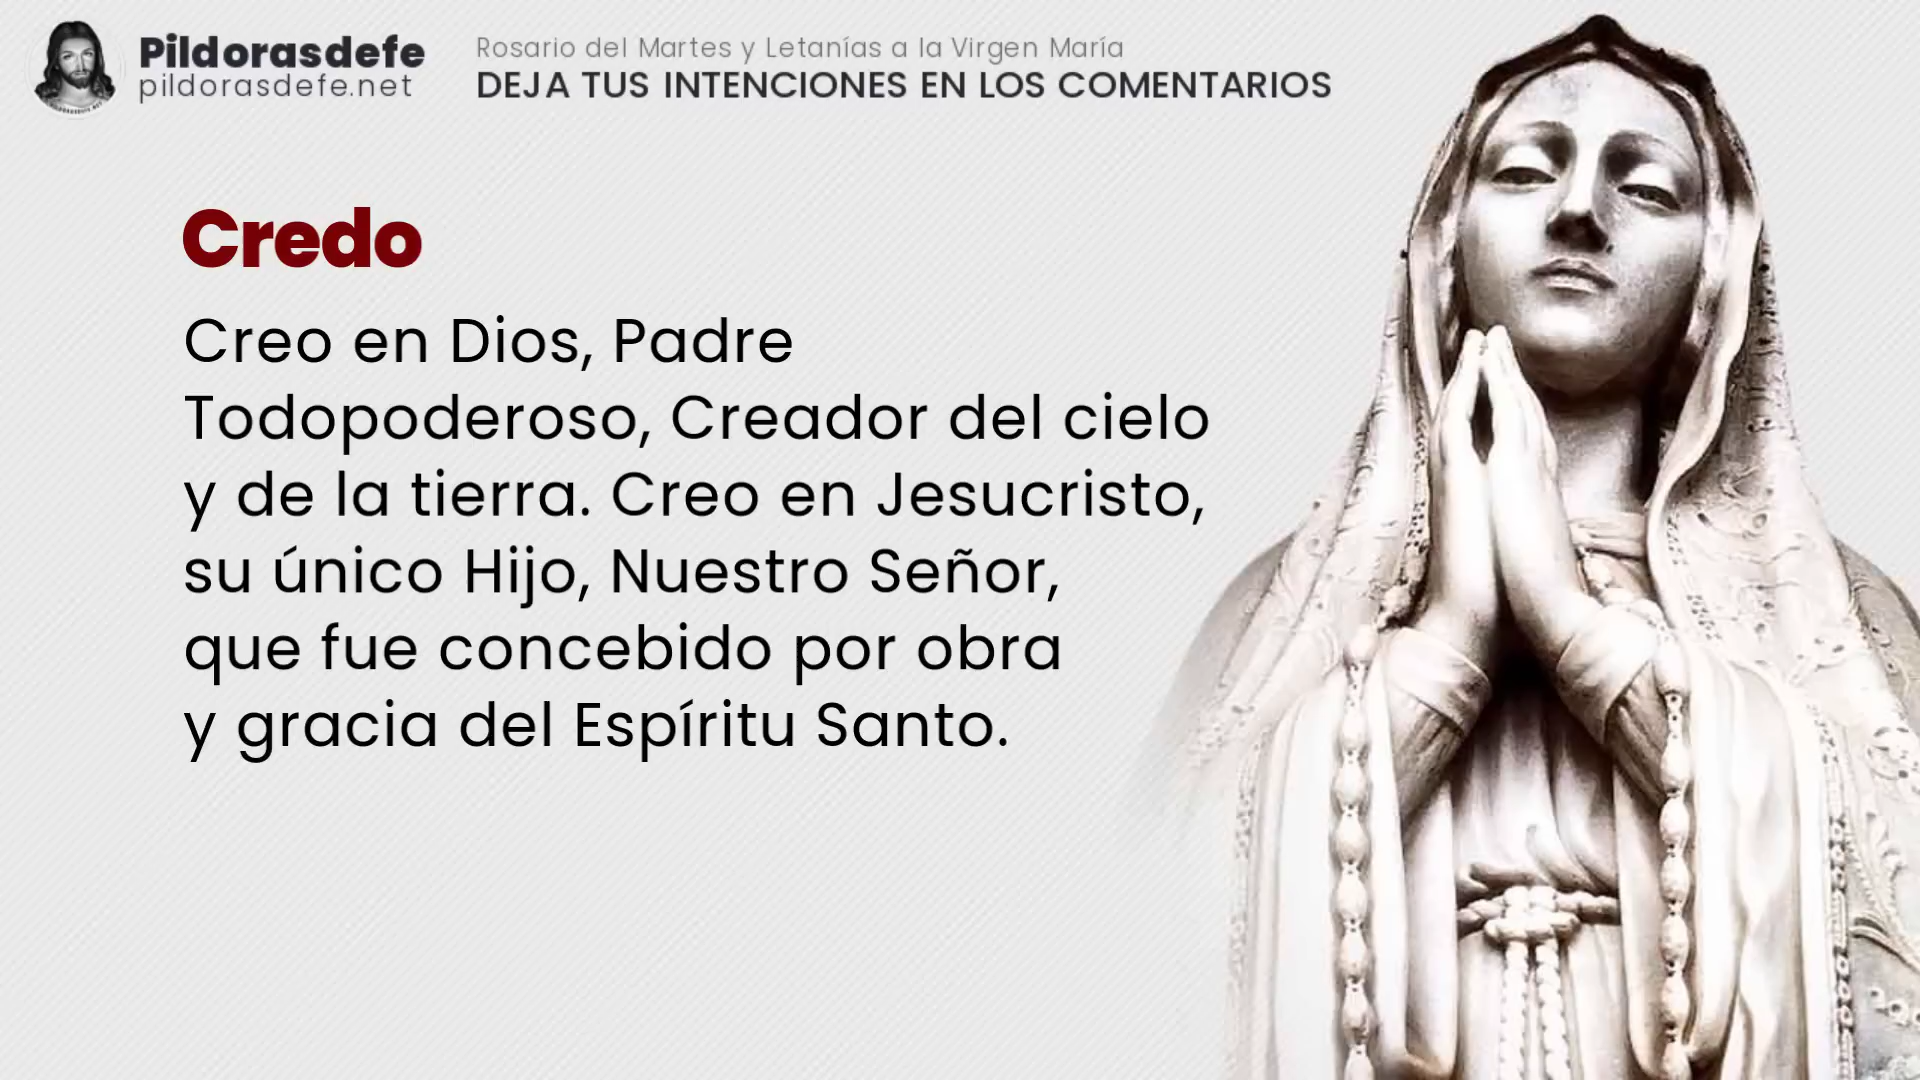 Pildorasdefe
pildorasdefe.net
Rosario del Martes y Letanías a la Virgen María
DEJA TUS INTENCIONES EN LOS COMENTARIOS
Credo
Creo en Dios, Padre
Todopoderoso, Creador del cielo
y de la tierra. Creo en Jesucristo,
su único Hijo, Nuestro Señor,
que fue concebido por obra
y gracia del Espíritu Santo.